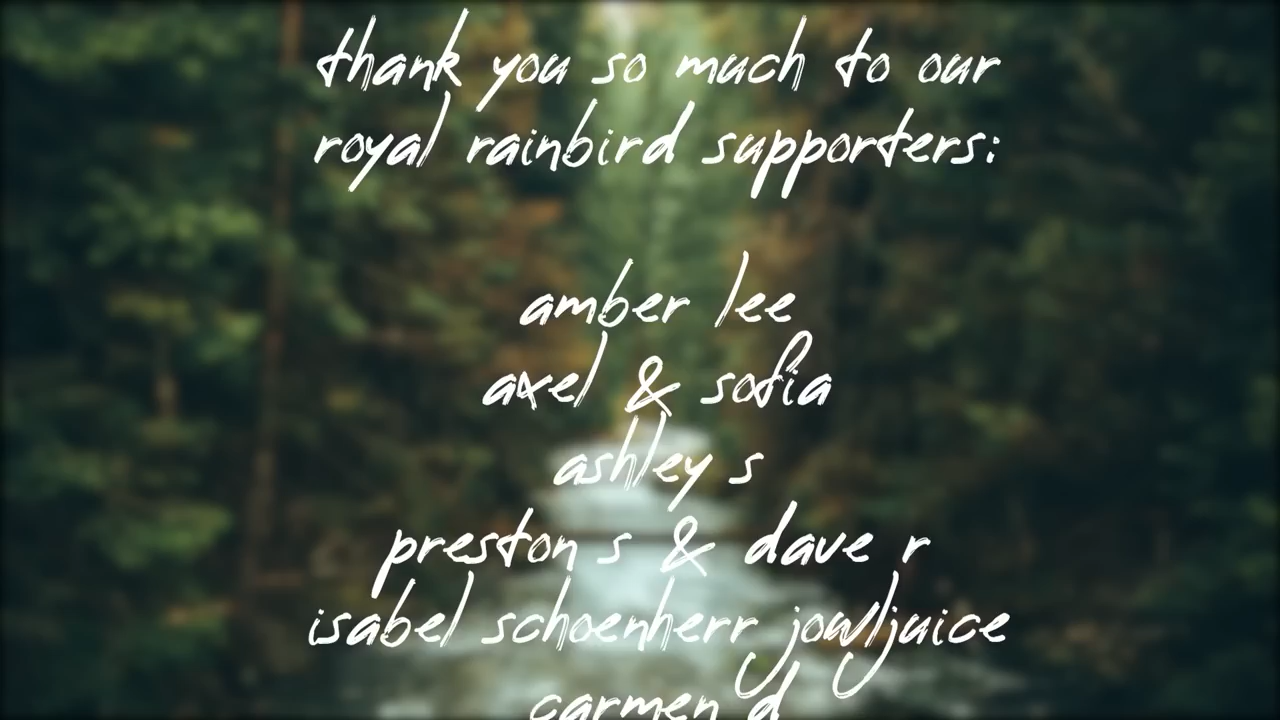 thank you so much to our
royal rainbird supporters:
amber lee
axel & sofia
ashley s
preston s & dave r
isabel schoenherr jowljuice
carmen d